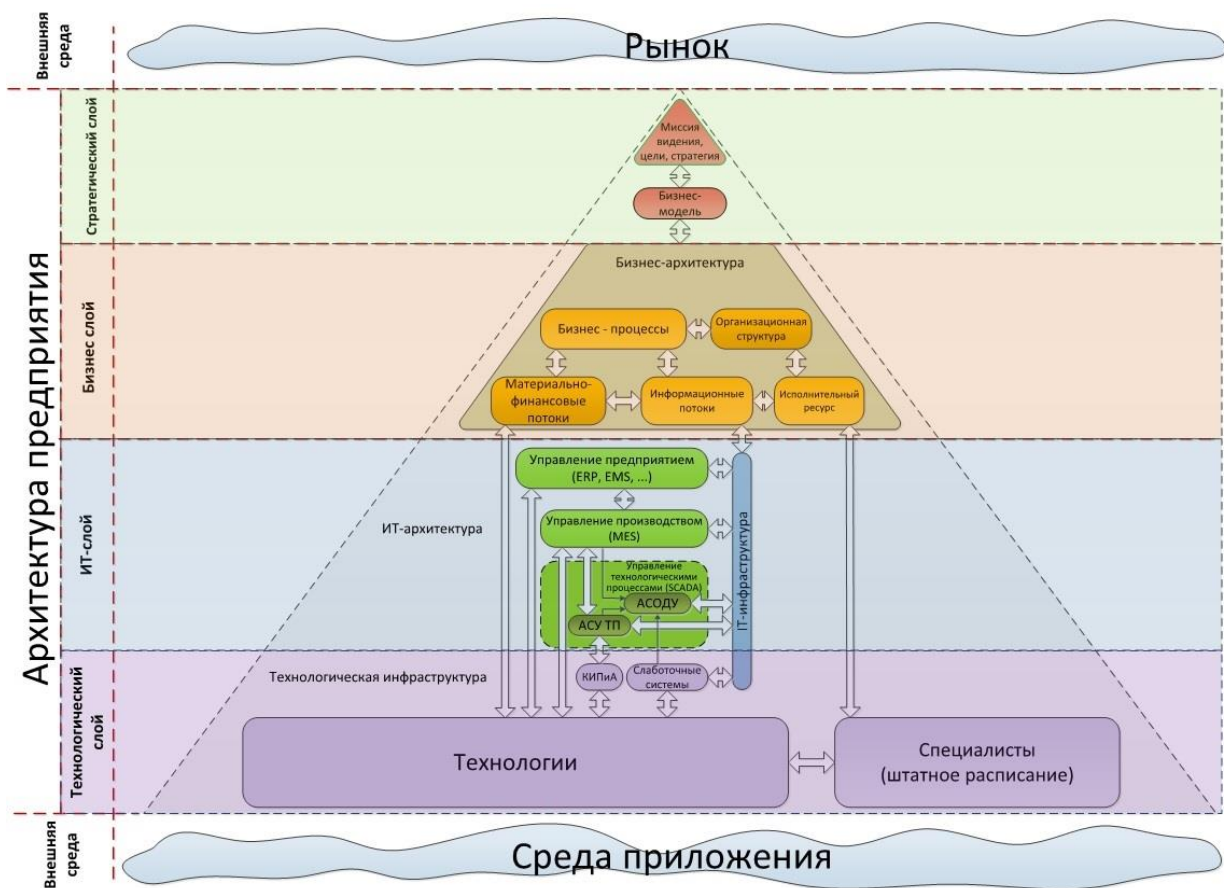 Внешняя
среда
Рынок
Архитектура предприятия
Стратегический слой
Миссия
видения,
цели, стратегия
Бизнес-
модель
Бизнес слой
Бизнес-архитектура
Бизнес - процессы
Организационная
структура
Материально-
финансовые
потоки
Информационные
потоки
Исполнительный
ресурс
ИТ-слой
ИТ-архитектура
Управление предприятием
(ERP, EMS, ...)
Управление производством
(MES)
Управление
технологическими
процессами (SCADA)
АСОДУ
АСУ ТП
IT-инфраструктура
Технологический
слой
Технологическая инфраструктура
КИПиА
Слаботочные
системы
Технологии
Специалисты
(штатное расписание)
Внешняя
среда
Среда приложения